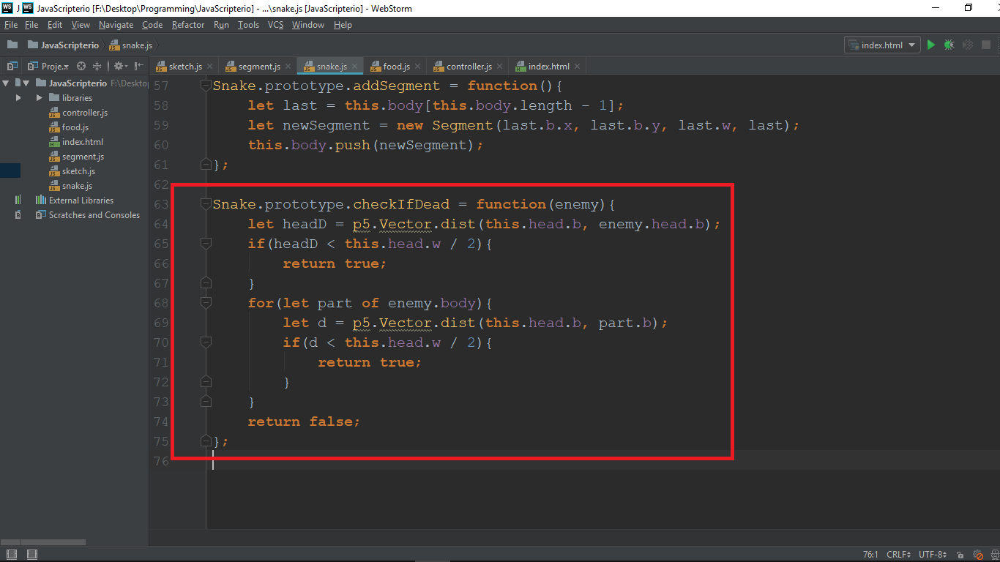 WS J WS JavaScripterio [F:\Desktop\Programming\JavaScripterio] - ...\snake.js [JavaScripterio] - WebStorm
File File Edit View Navigate Code Refactor Run Tools VCS Window Help
JavaScripterio snake.js index.html
Proje.. sketch.js segment.js snake.js food.js controller.js index.html
JavaScripterio F:\Deskto
libraries
controller.js
food.js
index.html
segment.js
sketch.js
snake.js
External Libraries
Scratches and Consoles
57 Snake.prototype.addSegment = function(){
58 let last = this.body[this.body.length - 1];
59 let newSegment = new Segment(last.b.x, last.b.y, last.w, last);
60 this.body.push(newSegment);
61 };
62
63 Snake.prototype.checkIfDead = function(enemy){
64 let headD = p5.Vector.dist(this.head.b, enemy.head.b);
65 if(headD < this.head.w / 2){
66 return true;
67 }
68 for(let part of enemy.body){
69 let d = p5.Vector.dist(this.head.b, part.b);
70 if(d < this.head.w / 2){
71 return true;
72 }
73 }
74 return false;
75 };
76
76:1 CRLF UTF-8